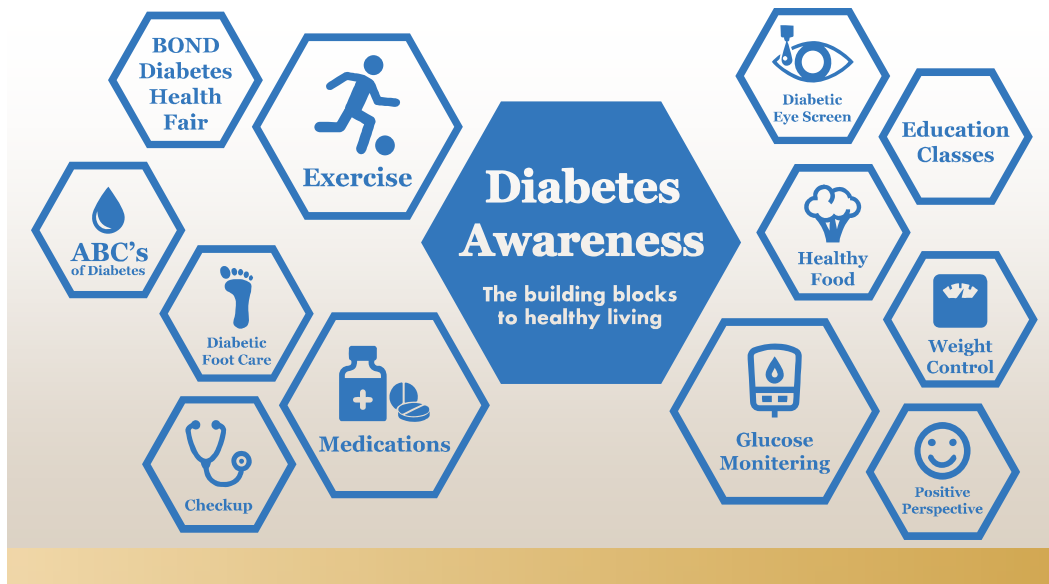 BOND
Diabetes
Health
Fair
Exercise
ABC’s
of Diabetes
Diabetic
Foot Care
Medications
Checkup
Diabetes
Awareness
The building blocks
to healthy living
Diabetic
Eye Screen
Education
Classes
Healthy
Food
Weight
Control
Glucose
Monitering
Positive
Perspective